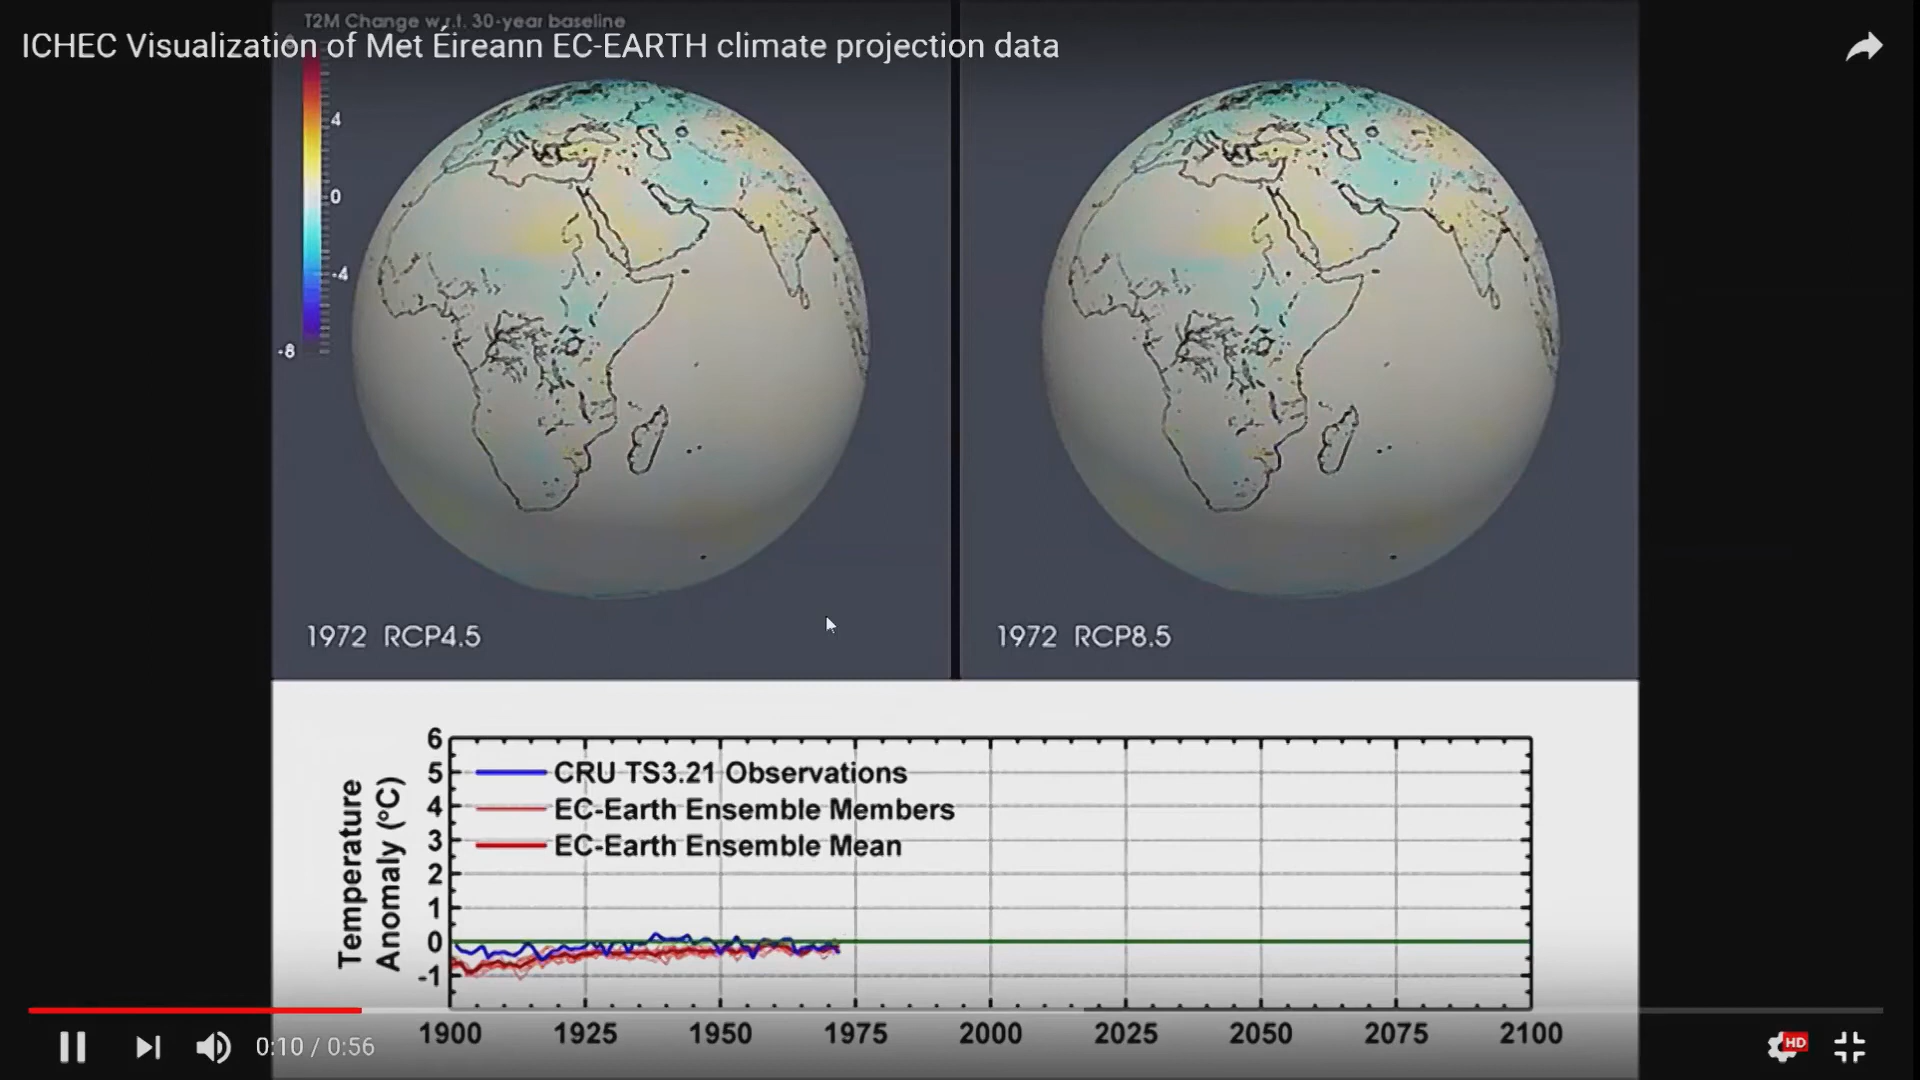 T2M Change w.r.t. 30-year baseline
ICHEC Visualization of Met Éireann EC-EARTH climate projection data
4
0
-4
-8
1972 RCP4.5
1972 RCP8.5
6
5
4
3
2
1
0
-1
Temperature
Anomaly (°C)
CRU TS3.21 Observations
EC-Earth Ensemble Members
EC-Earth Ensemble Mean
1900 1925 1950 1975 2000 2025 2050 2075 2100
0:10 / 0:56
HD